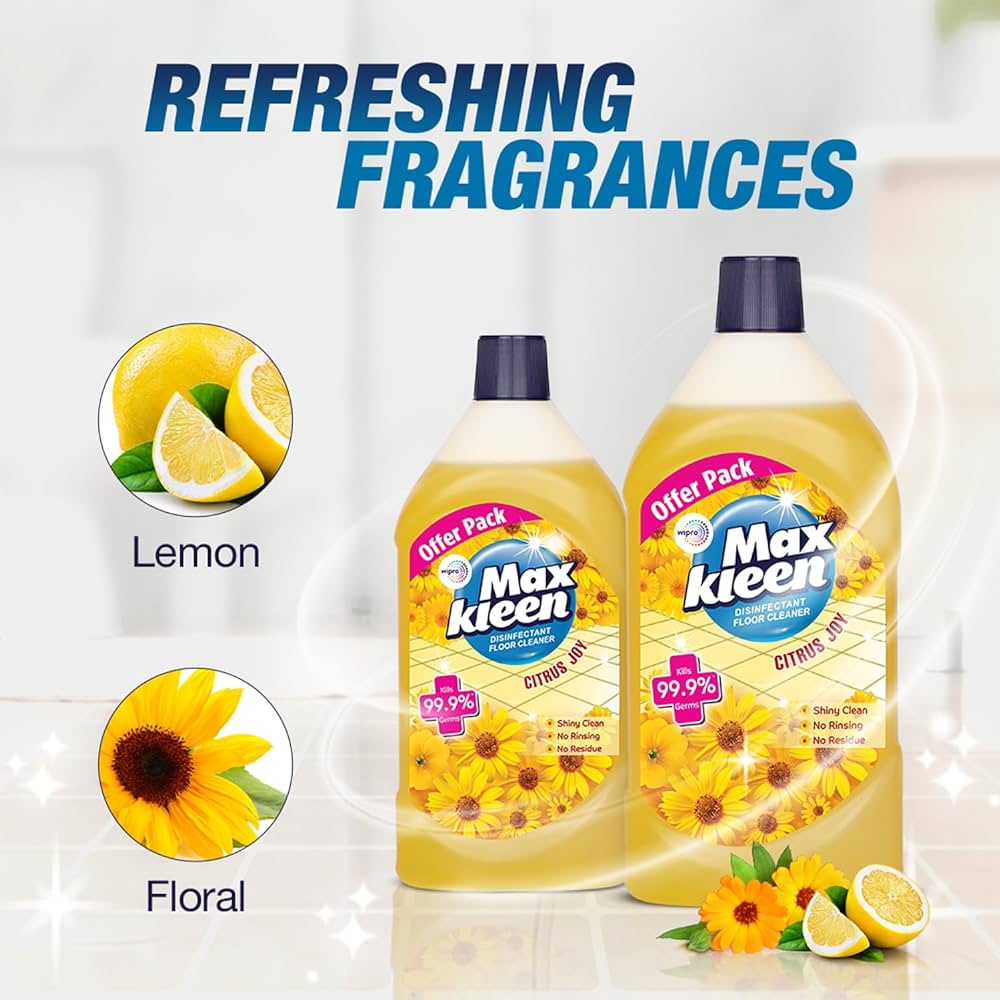 REFRESHING
FRAGRANCES
Lemon
Floral
Offer Pack
wipro
Max
kleen
TM
DISINFECTANT
FLOOR CLEANER
CITRUS JOY
Kills
99.9%
Germs
Shiny Clean
No Rinsing
No Residue
Offer Pack
wipro
Max
kleen
TM
DISINFECTANT
FLOOR CLEANER
CITRUS JOY
Kills
99.9%
Germs
Shiny Clean
No Rinsing
No Residue